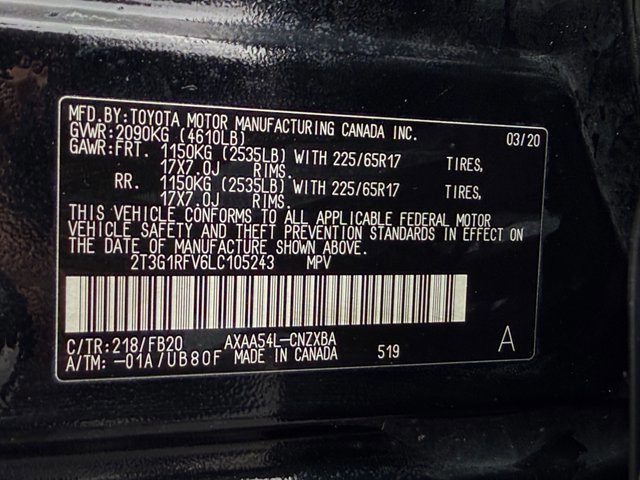 MFD.BY:TOYOTA MOTOR MANUFACTURING CANADA INC.
GVWR:2090KG (4610LB) 03/20
GAWR:FRT. 1150KG (2535LB) WITH 225/65R17 TIRES,
17X7.0J RIMS.
RR. 1150KG (2535LB) WITH 225/65R17 TIRES,
17X7.0J RIMS.
THIS VEHICLE CONFORMS TO ALL APPLICABLE FEDERAL MOTOR
VEHICLE SAFETY AND THEFT PREVENTION STANDARDS IN EFFECT ON
THE DATE OF MANUFACTURE SHOWN ABOVE.
2T3G1RFV6LC105243 MPV
C/TR:218/FB20 AXAA54L-CNZXBA A
A/TM: -01A/UB80F MADE IN CANADA 519